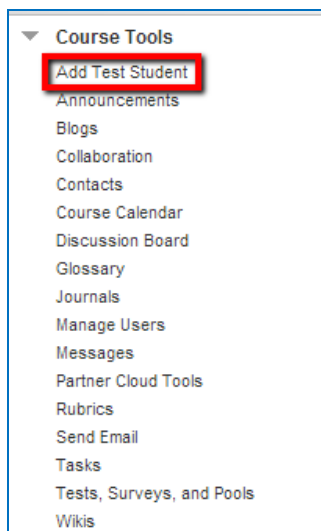 Course Tools
Add Test Student
Announcements
Blogs
Collaboration
Contacts
Course Calendar
Discussion Board
Glossary
Journals
Manage Users
Messages
Partner Cloud Tools
Rubrics
Send Email
Tasks
Tests, Surveys, and Pools
Wikis